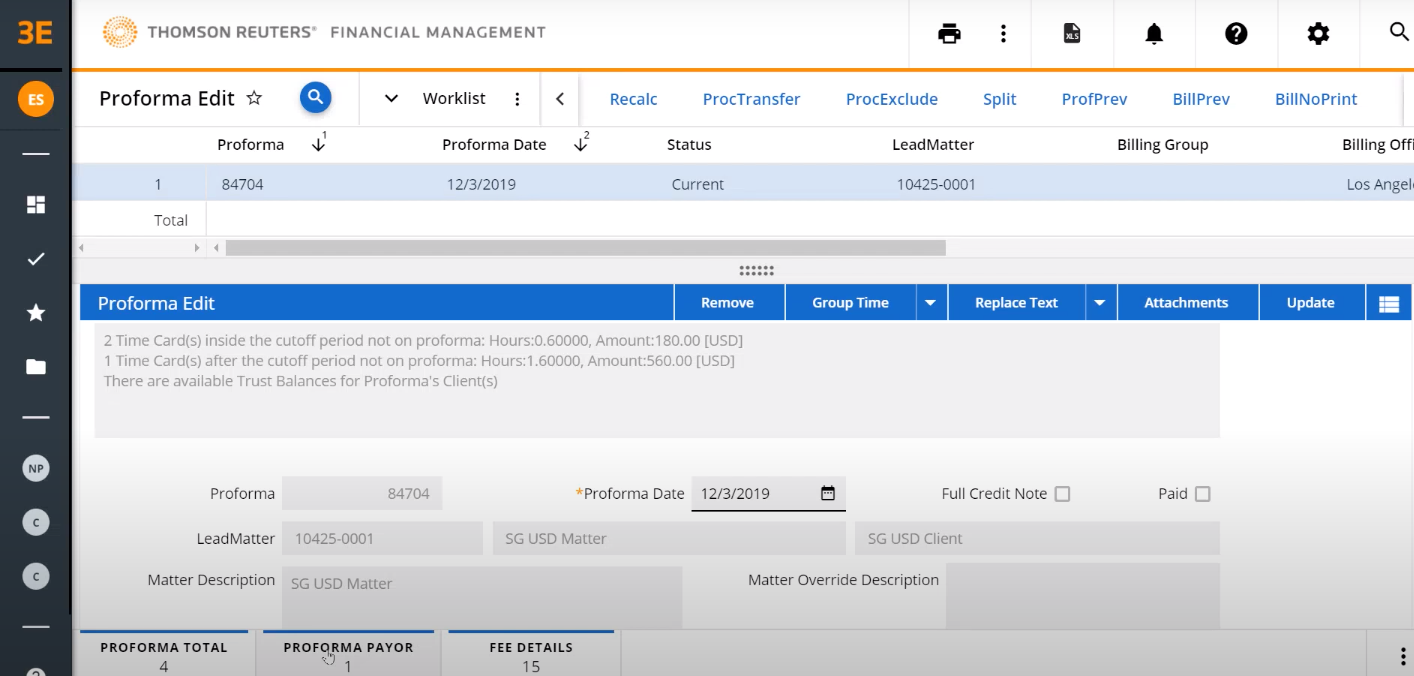 3E
THOMSON REUTERS® FINANCIAL MANAGEMENT
XLS
ES
Proforma Edit
Worklist
Recalc ProcTransfer ProcExclude Split ProfPrev BillPrev BillNoPrint
Proforma 1 Proforma Date 2 Status LeadMatter Billing Group Billing Offi
1 84704 12/3/2019 Current 10425-0001 Los Angel
Total
Proforma Edit Remove Group Time Replace Text Attachments Update
2 Time Card(s) inside the cutoff period not on proforma: Hours:0.60000, Amount:180.00 [USD]
1 Time Card(s) after the cutoff period not on proforma: Hours:1.60000, Amount:560.00 [USD]
There are available Trust Balances for Proforma's Client(s)
NP
C
C
Proforma 84704 *Proforma Date 12/3/2019 Full Credit Note Paid
LeadMatter 10425-0001 SG USD Matter SG USD Client
Matter Description SG USD Matter Matter Override Description
PROFORMA TOTAL PROFORMA PAYOR FEE DETAILS
4 1 15